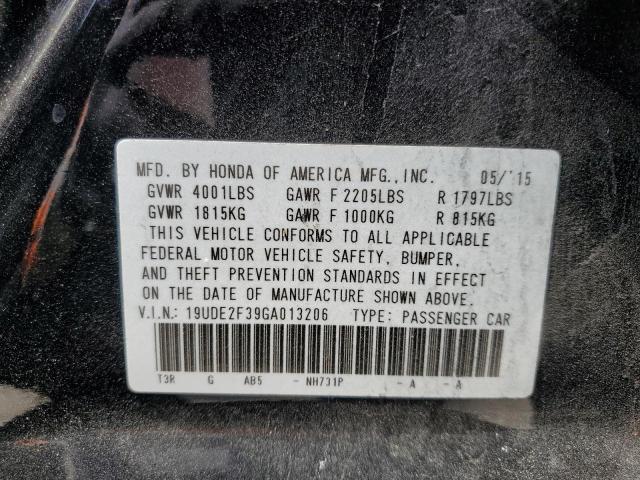 MFD. BY HONDA OF AMERICA MFG.,INC. 05/'15
GVWR 4001LBS GAWR F 2205LBS R 1797LBS
GVWR 1815KG GAWR F 1000KG R 815KG
THIS VEHICLE CONFORMS TO ALL APPLICABLE
FEDERAL MOTOR VEHICLE SAFETY, BUMPER,
AND THEFT PREVENTION STANDARDS IN EFFECT
ON THE DATE OF MANUFACTURE SHOWN ABOVE.
V.I.N.: 19UDE2F39GA013206 TYPE: PASSENGER CAR
T3R G AB5 - NH731P - A - A